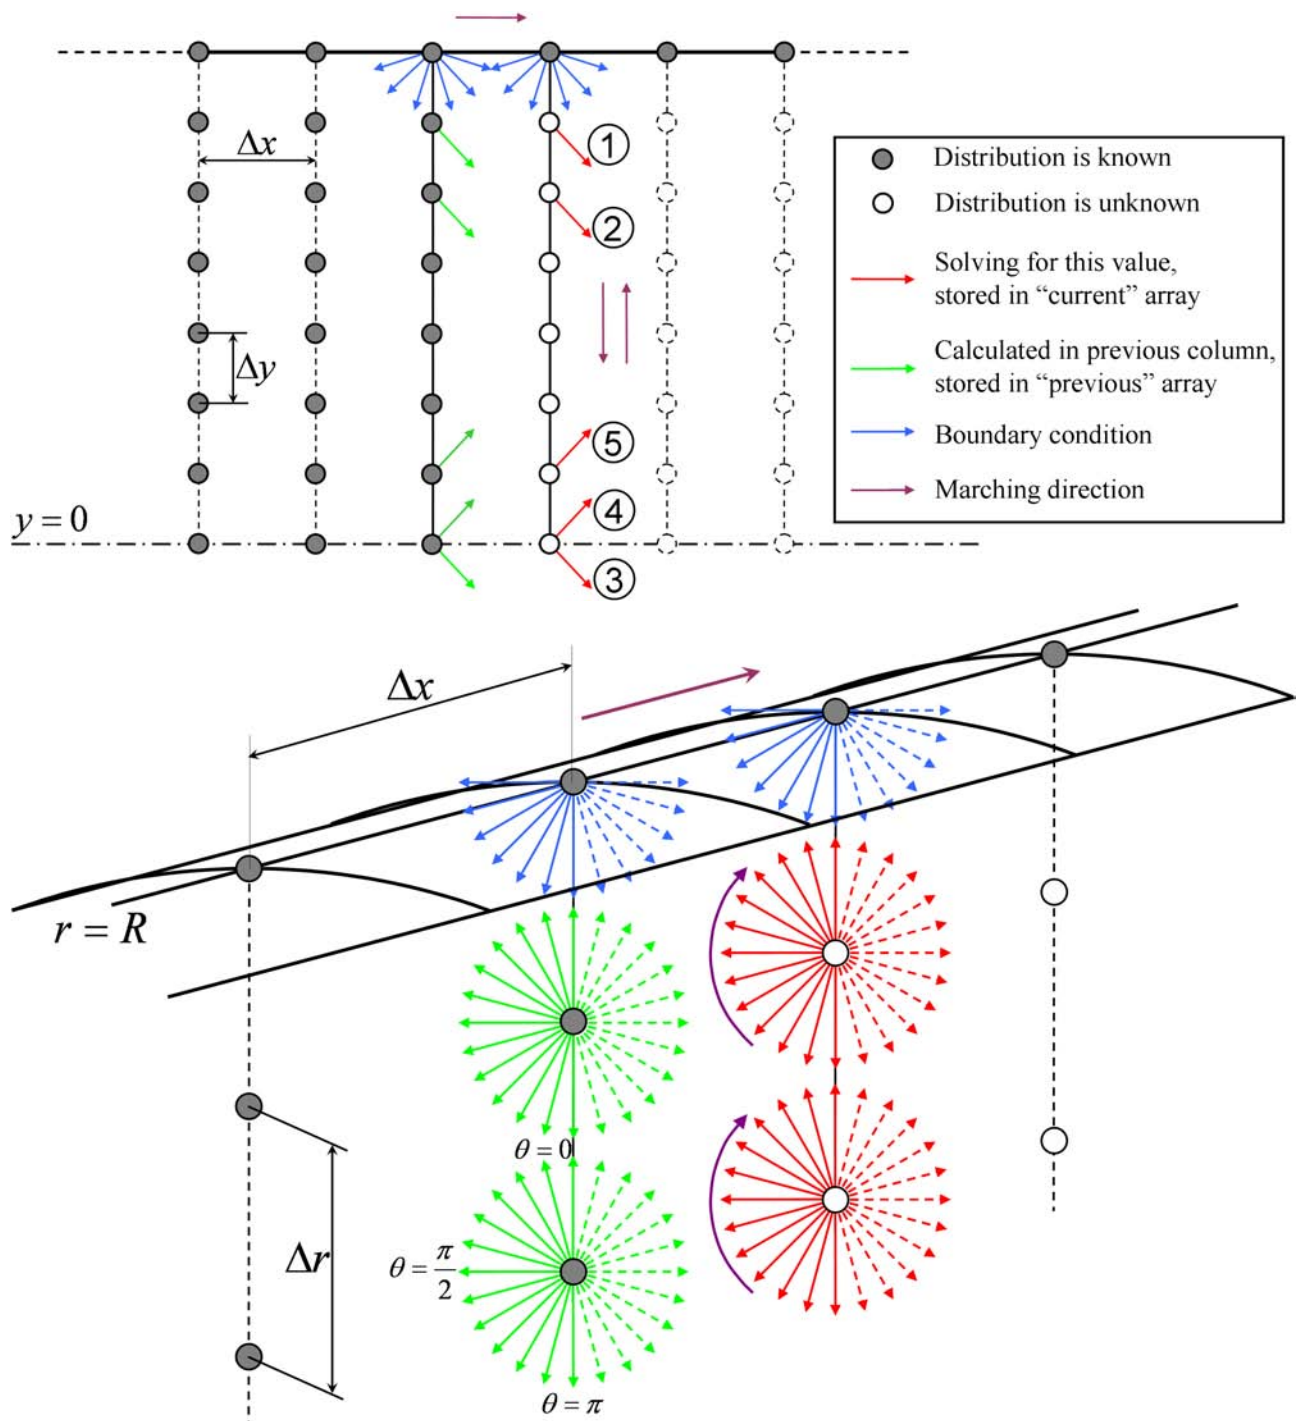 Δx
①
②
Δy
⑤
④
y = 0
③
Distribution is known
Distribution is unknown
Solving for this value,
stored in “current” array
Calculated in previous column,
stored in “previous” array
Boundary condition
Marching direction
Δx
r = R
θ = 0
Δr
θ = π/2
θ = π